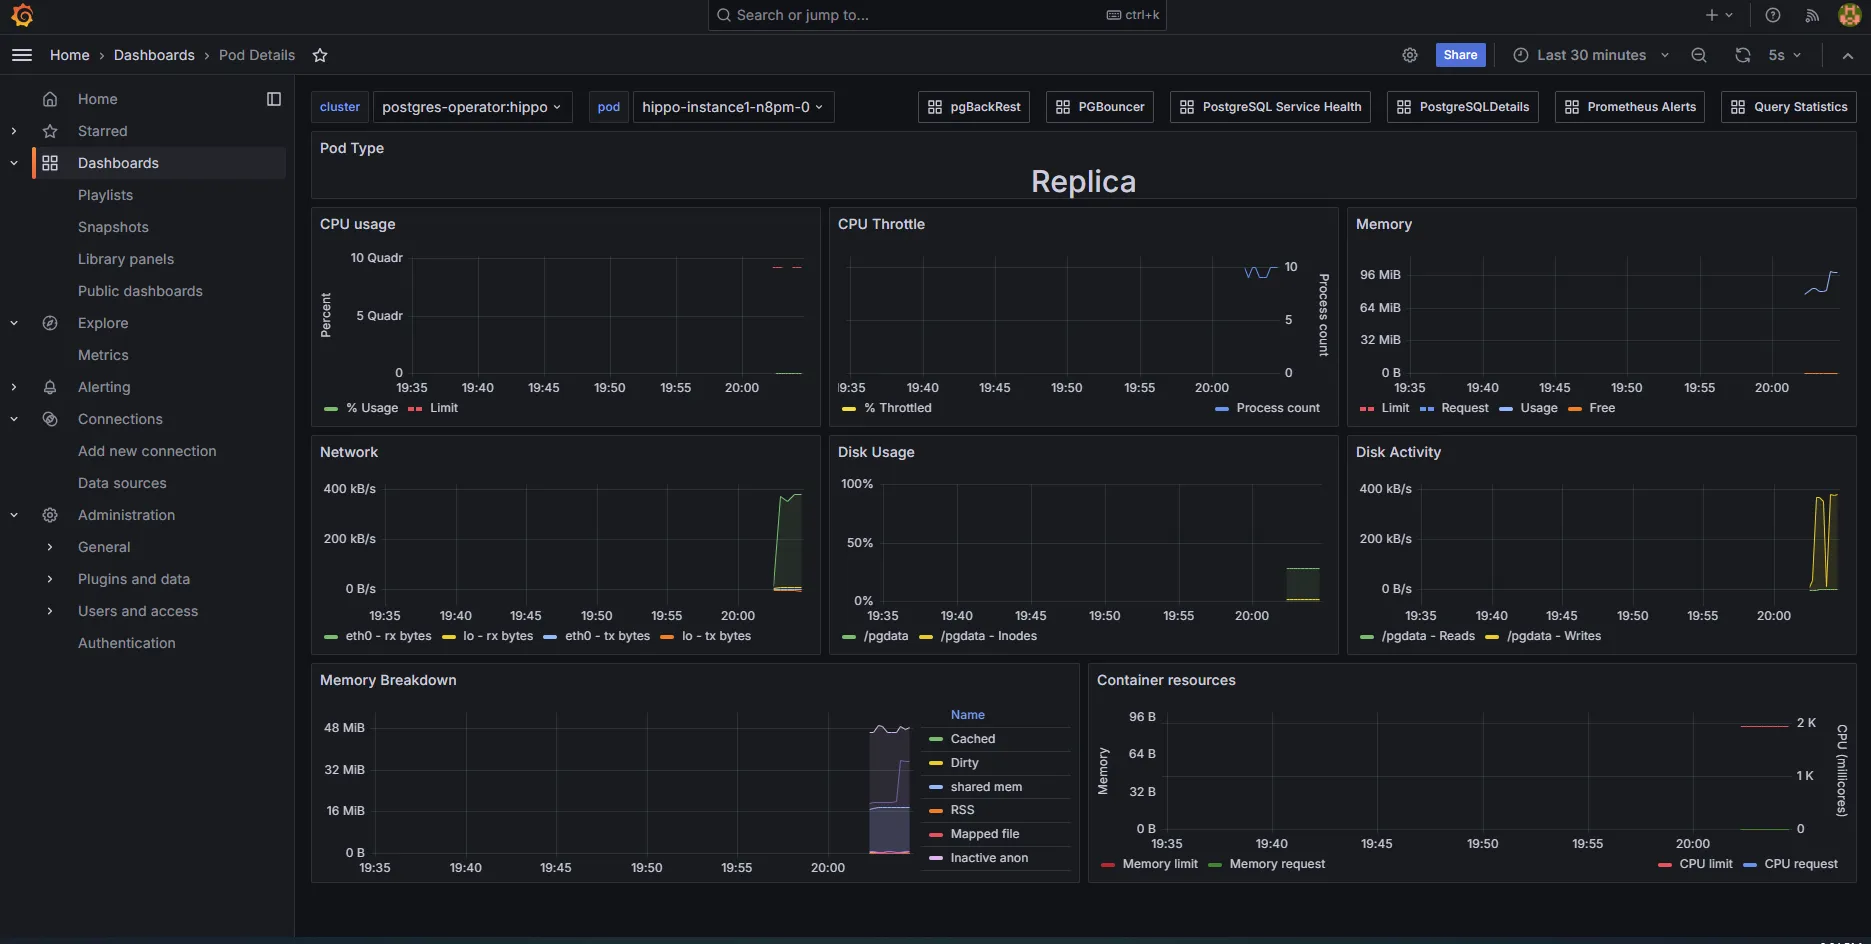 Search or jump to... ctrl+k
Home › Dashboards › Pod Details Share Last 30 minutes 5s
Home
Starred
Dashboards
Playlists
Snapshots
Library panels
Public dashboards
Explore
Metrics
Alerting
Connections
Add new connection
Data sources
Administration
General
Plugins and data
Users and access
Authentication
cluster postgres-operator:hippo pod hippo-instance1-n8pm-0 pgBackRest PGBouncer PostgreSQL Service Health PostgreSQLDetails Prometheus Alerts Query Statistics
Pod Type
Replica
CPU usage
Percent
10 Quadr
5 Quadr
0
19:35 19:40 19:45 19:50 19:55 20:00
% Usage Limit
CPU Throttle
10
5
0
Process count
19:35 19:40 19:45 19:50 19:55 20:00
% Throttled Process count
Memory
96 MiB
64 MiB
32 MiB
0 B
19:35 19:40 19:45 19:50 19:55 20:00
Limit Request Usage Free
Network
400 kB/s
200 kB/s
0 B/s
19:35 19:40 19:45 19:50 19:55 20:00
eth0 - rx bytes lo - rx bytes eth0 - tx bytes lo - tx bytes
Disk Usage
100%
50%
0%
19:35 19:40 19:45 19:50 19:55 20:00
/pgdata /pgdata - Inodes
Disk Activity
400 kB/s
200 kB/s
0 B/s
19:35 19:40 19:45 19:50 19:55 20:00
/pgdata - Reads /pgdata - Writes
Memory Breakdown
48 MiB
32 MiB
16 MiB
0 B
19:35 19:40 19:45 19:50 19:55 20:00
Name
Cached
Dirty
shared mem
RSS
Mapped file
Inactive anon
Container resources
Memory
96 B
64 B
32 B
0 B
2 K
1 K
0
CPU (millicores)
19:35 19:40 19:45 19:50 19:55 20:00
Memory limit Memory request CPU limit CPU request